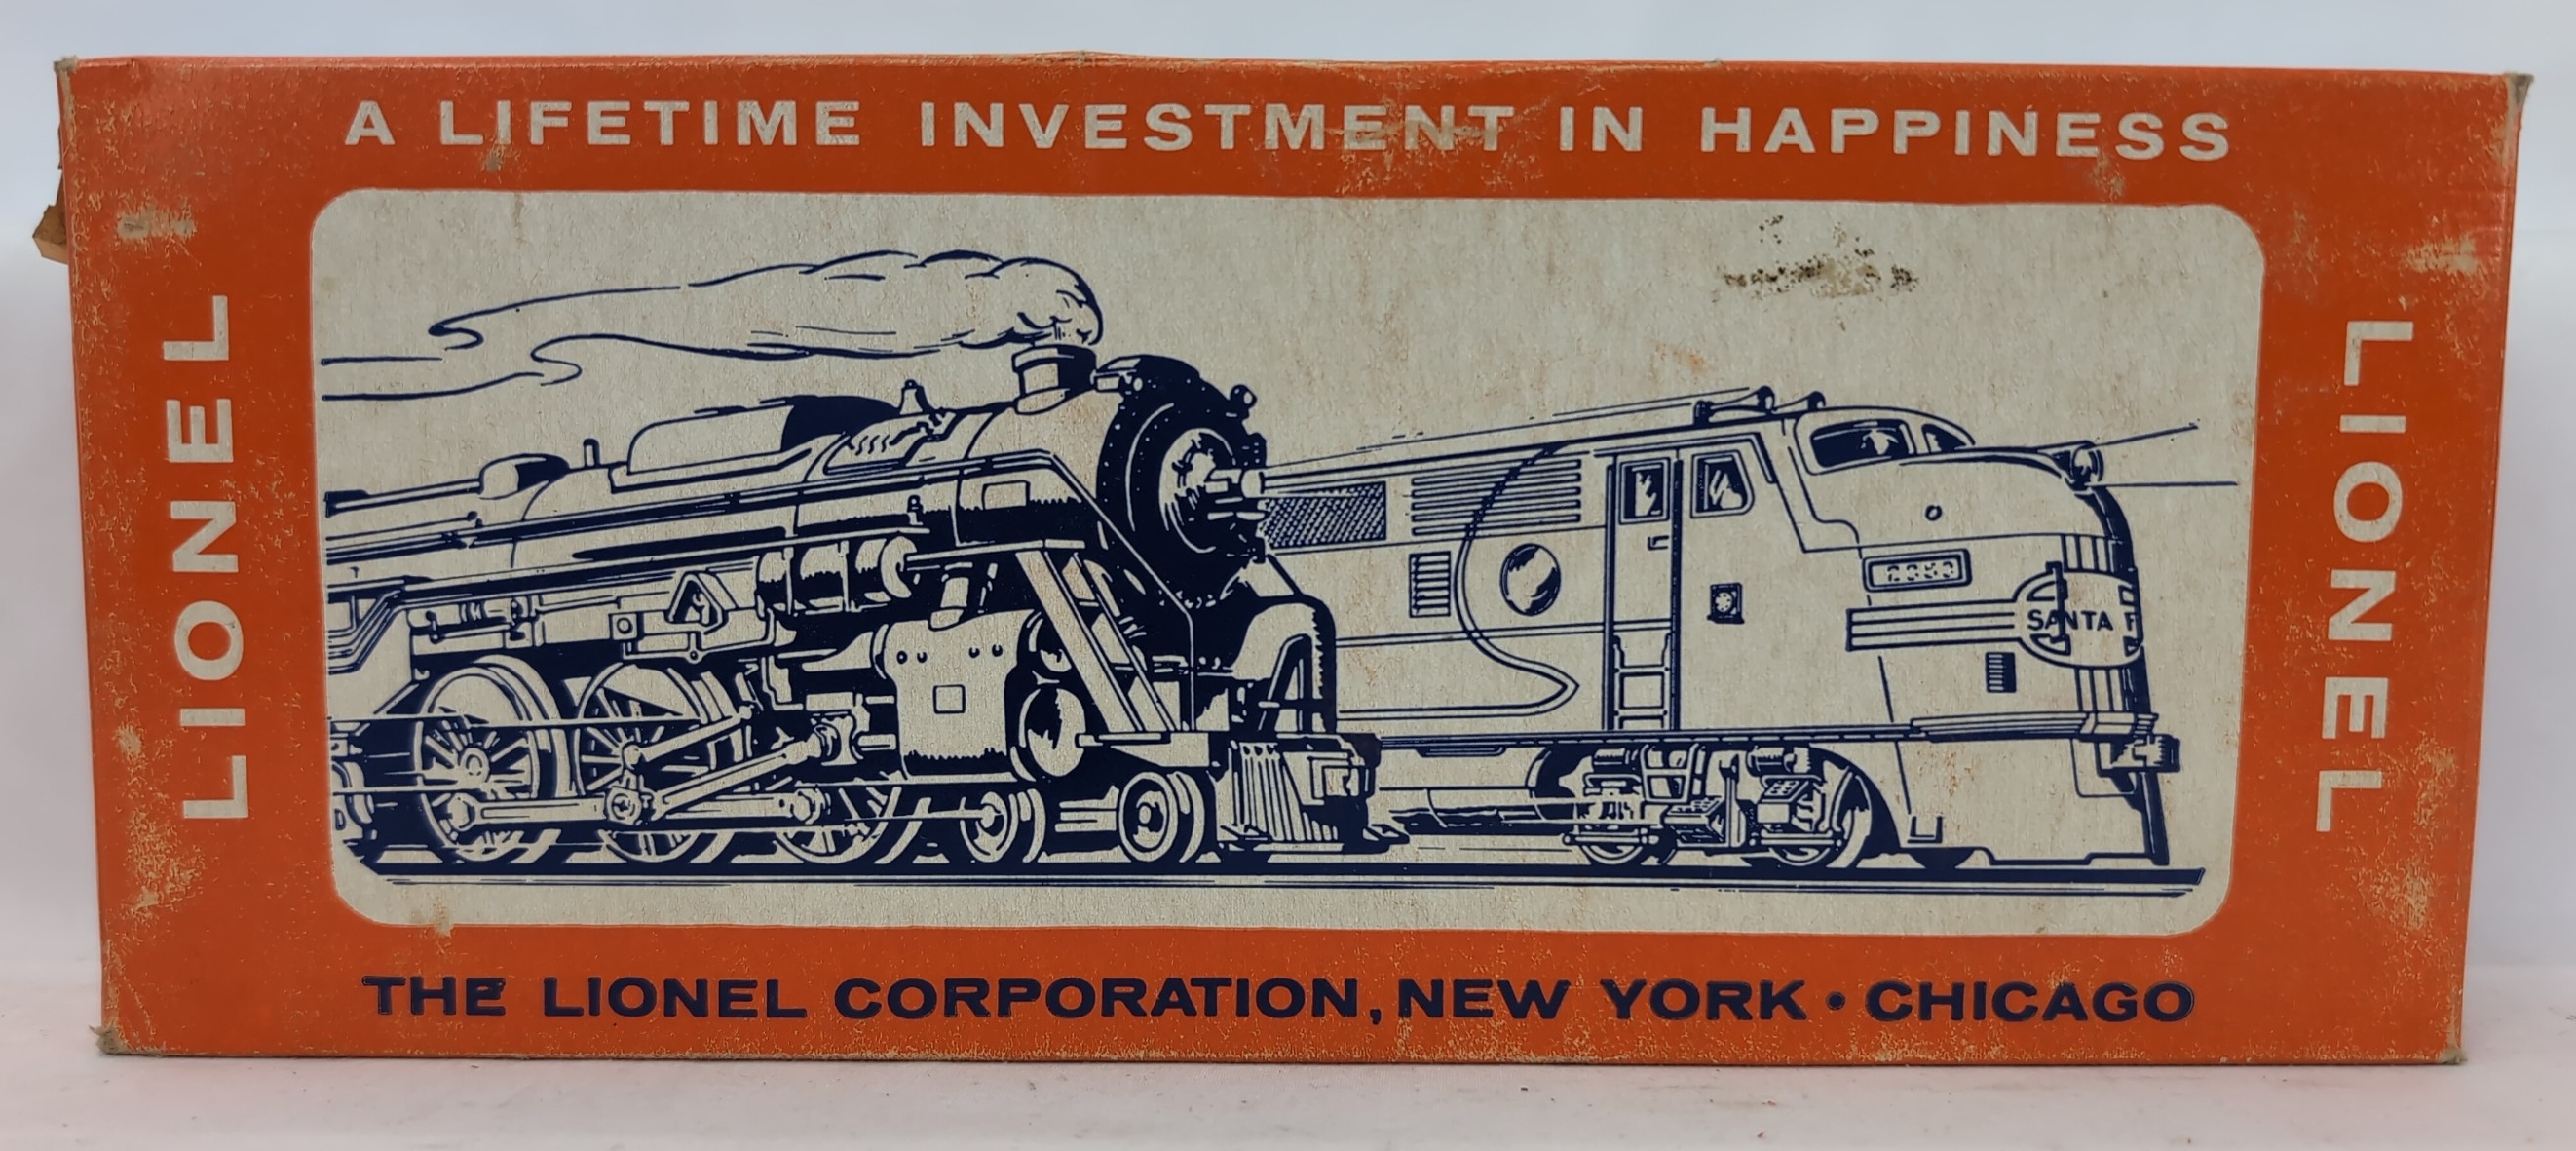 A LIFETIME INVESTMENT IN HAPPINESS
LIONEL
SANTA F
LIONEL
THE LIONEL CORPORATION, NEW YORK • CHICAGO